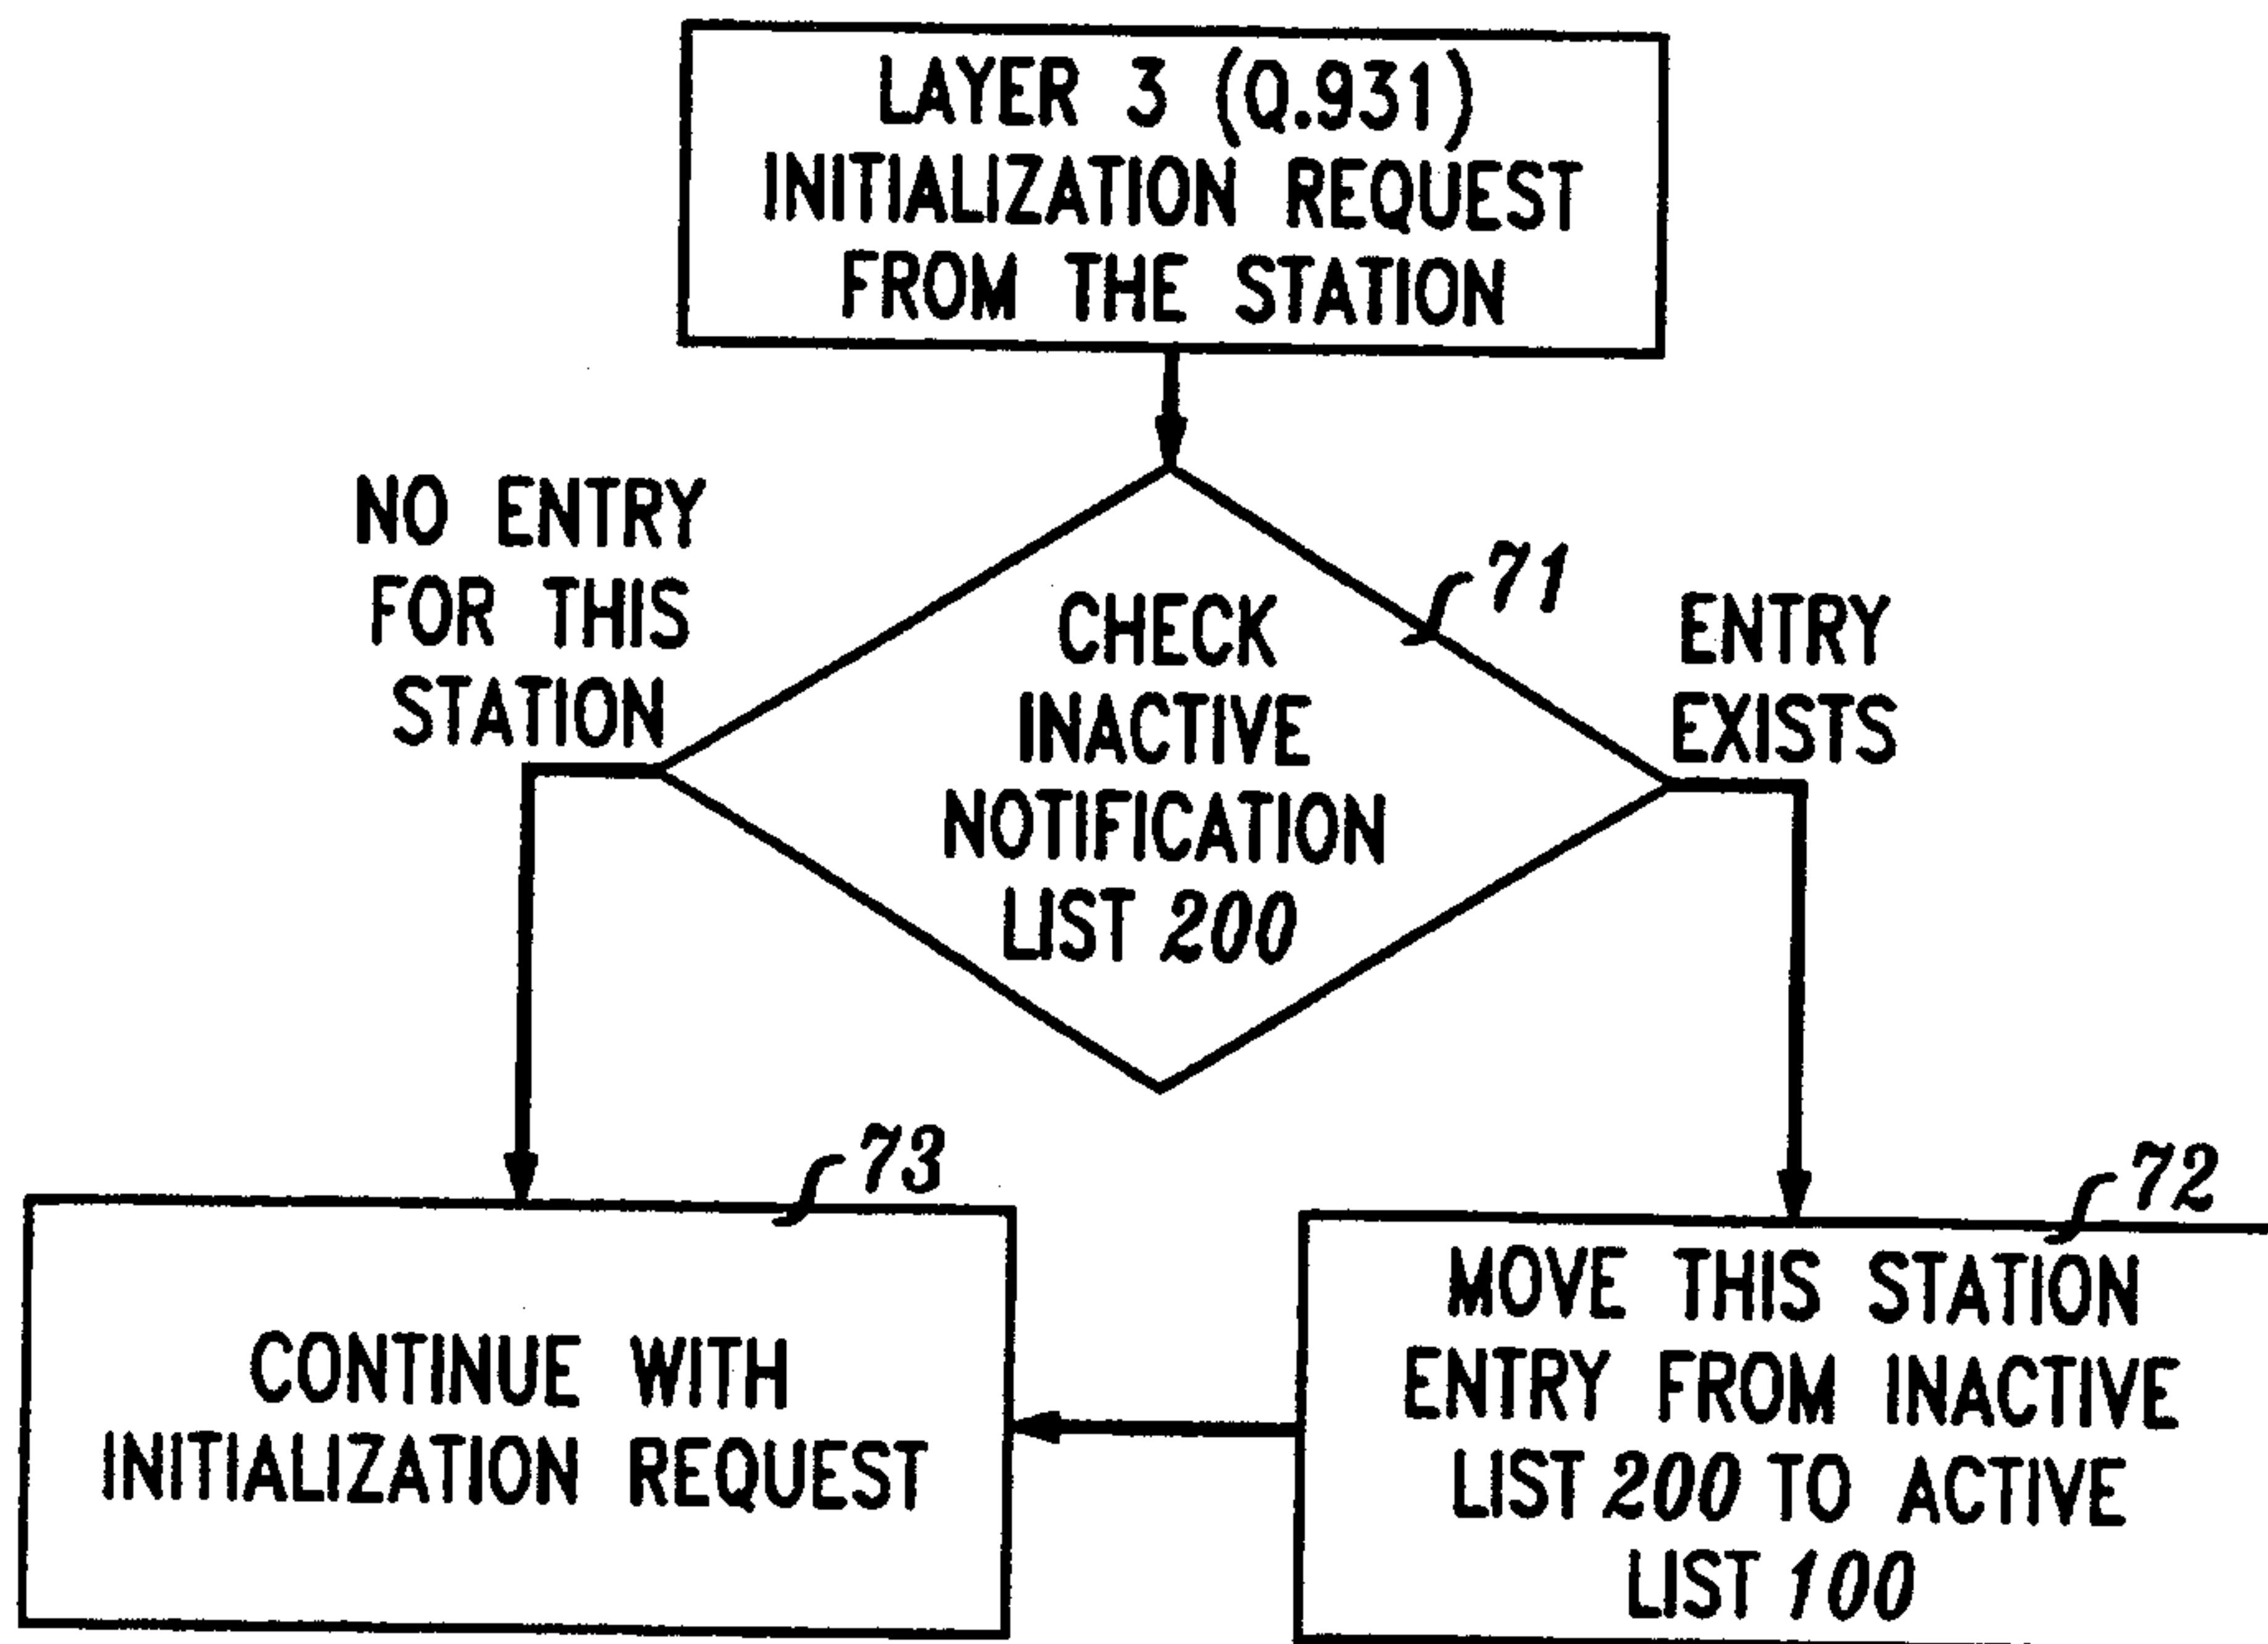 LAYER 3 (Q.931)
INITIALIZATION REQUEST
FROM THE STATION
NO ENTRY
FOR THIS
STATION
CHECK
INACTIVE
NOTIFICATION
LIST 200
71
ENTRY
EXISTS
73
CONTINUE WITH
INITIALIZATION REQUEST
72
MOVE THIS STATION
ENTRY FROM INACTIVE
LIST 200 TO ACTIVE
LIST 100